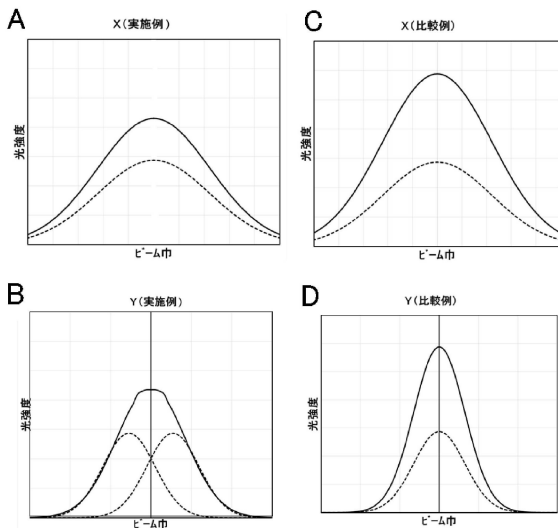 A
X(実施例)
光強度
ビーム巾
C
X(比較例)
光強度
ビーム巾
B
Y(実施例)
光強度
ビーム巾
D
Y(比較例)
光強度
ビーム巾